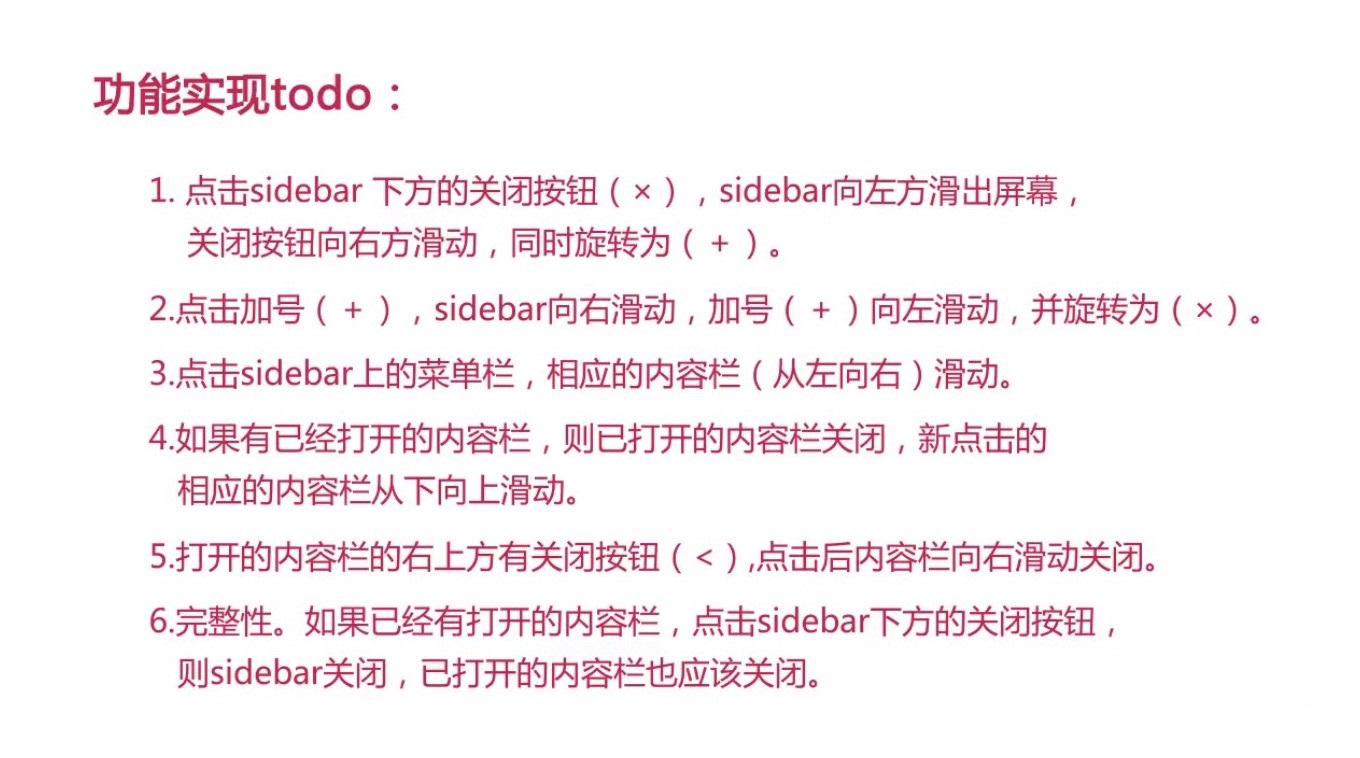 功能实现todo：
1. 点击sidebar 下方的关闭按钮（×），sidebar向左方滑出屏幕，
关闭按钮向右方滑动，同时旋转为（+）。
2.点击加号（+），sidebar向右滑动，加号（+）向左滑动，并旋转为（×）。
3.点击sidebar上的菜单栏，相应的内容栏（从左向右）滑动。
4.如果有已经打开的内容栏，则已打开的内容栏关闭，新点击的
相应的内容栏从下向上滑动。
5.打开的内容栏的右上方有关闭按钮（<）,点击后内容栏向右滑动关闭。
6.完整性。如果已经有打开的内容栏，点击sidebar下方的关闭按钮，
则sidebar关闭，已打开的内容栏也应该关闭。